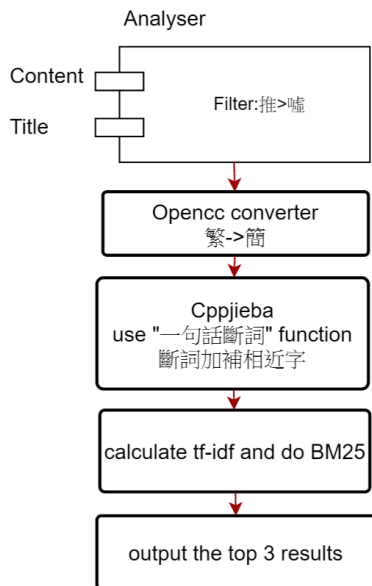 Analyser
Content
Title
Filter:推>噓
Opencc converter
繁->簡
Cppjieba
use "一句話斷詞" function
斷詞加補相近字
calculate tf-idf and do BM25
output the top 3 results